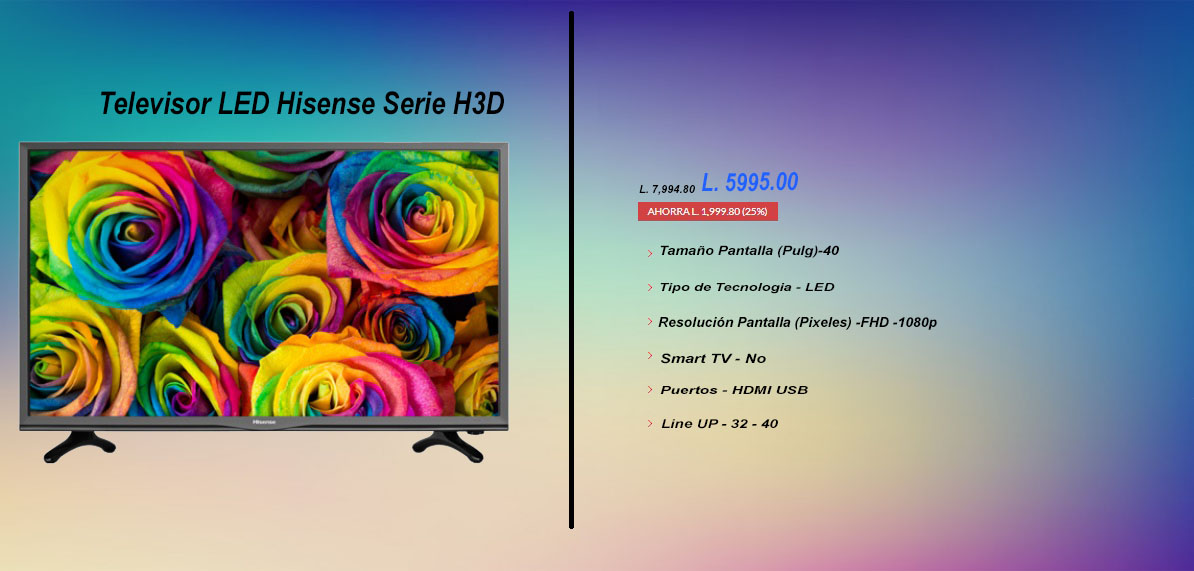 Televisor LED Hisense Serie H3D
Hisense
L. 7,994.80 L. 5995.00
AHORRA L. 1,999.80 (25%)
Tamaño Pantalla (Pulg)-40
Tipo de Tecnologia - LED
Resolución Pantalla (Pixeles) -FHD -1080p
Smart TV - No
Puertos - HDMI USB
Line UP - 32 - 40